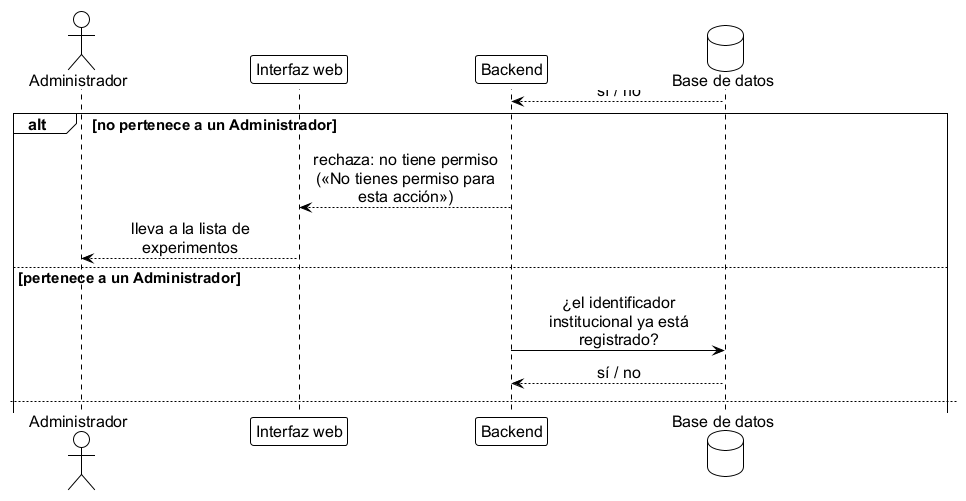 Administrador
Interfaz web
Backend
Base de datos
sí / no
alt
[no pertenece a un Administrador]
rechaza: no tiene permiso
(«No tienes permiso para
esta acción»)
lleva a la lista de
experimentos
[pertenece a un Administrador]
¿el identificador
institucional ya está
registrado?
sí / no
Administrador
Interfaz web
Backend
Base de datos